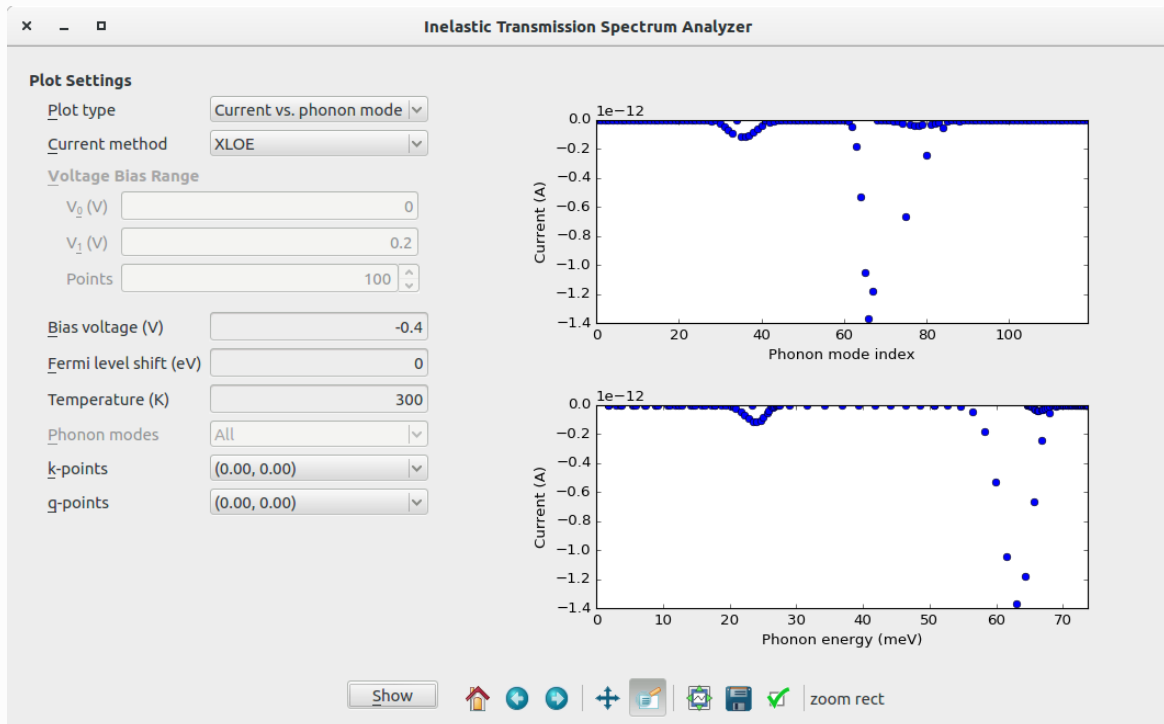 Inelastic Transmission Spectrum Analyzer
Plot Settings
Plot type
Current vs. phonon mode
Current method
XLOE
Voltage Bias Range
V₀ (V)
0
V₁ (V)
0.2
Points
100
Bias voltage (V)
-0.4
Fermi level shift (eV)
0
Temperature (K)
300
Phonon modes
All
k-points
(0.00, 0.00)
q-points
(0.00, 0.00)
1e−12
0.0
−0.2
−0.4
−0.6
−0.8
−1.0
−1.2
−1.4
Current (A)
0 20 40 60 80 100
Phonon mode index
1e−12
0.0
−0.2
−0.4
−0.6
−0.8
−1.0
−1.2
−1.4
Current (A)
0 10 20 30 40 50 60 70
Phonon energy (meV)
Show
zoom rect